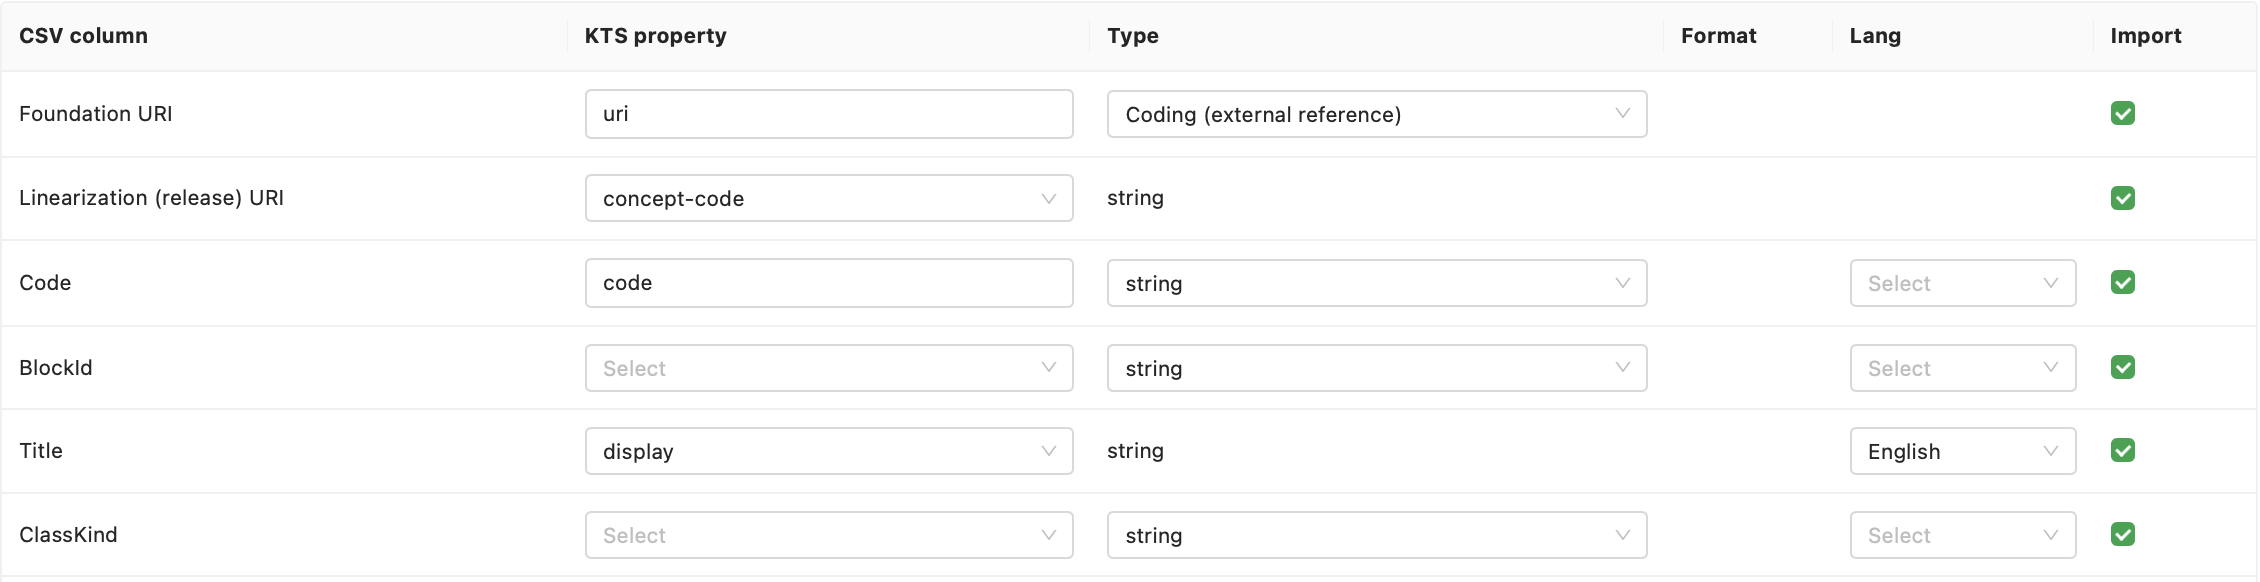 CSV column KTS property Type Format Lang Import
Foundation URI uri Coding (external reference)
Linearization (release) URI concept-code string
Code code string Select
BlockId Select string Select
Title display string English
ClassKind Select string Select